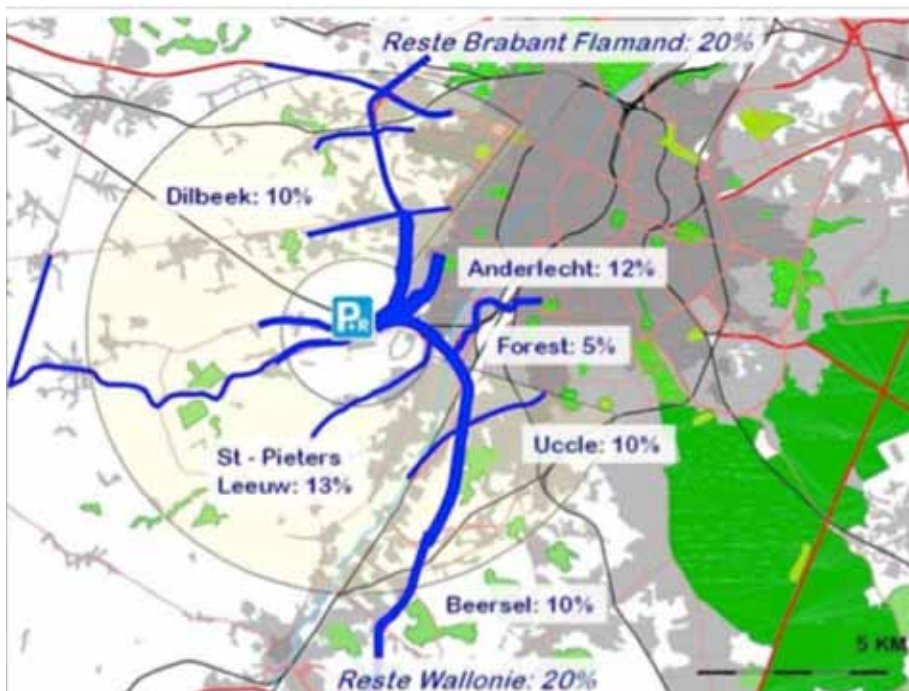 Reste Brabant Flamand: 20%
Dilbeek: 10%
Anderlecht: 12%
P+R
Forest: 5%
Uccle: 10%
St - Pieters
Leeuw: 13%
Beersel: 10%
5 KM
Reste Wallonie: 20%